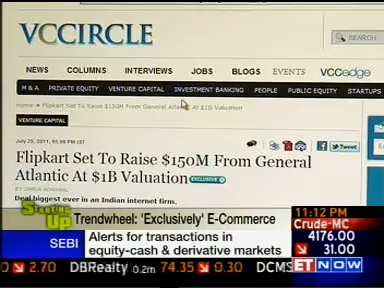 VCCIRCLE
SEARCH
NEWS COLUMNS INTERVIEWS JOBS BLOGS EVENTS VCCedge
M & A PRIVATE EQUITY VENTURE CAPITAL INVESTMENT BANKING PEOPLE PUBLIC EQUITY STARTUPS
Home » Flipkart Set To Raise $150M From General Atlantic At $1B Valuation
VENTURE CAPITAL
July 29, 2011, 05:08 PM IST
Tweet
Flipkart Set To Raise $150M From General
Atlantic At $1B Valuation EXCLUSIVE
Deal biggest ever in an Indian internet firm.
STARTING UP
Trendwheel: 'Exclusively' E-Commerce
11:12 PM
SEBI
Alerts for transactions in
equity-cash & derivative markets
Crude-MC
4176.00
31.00
ET NOW
2.70 DBRealty 0.2m 74.35 0.30 DCMS